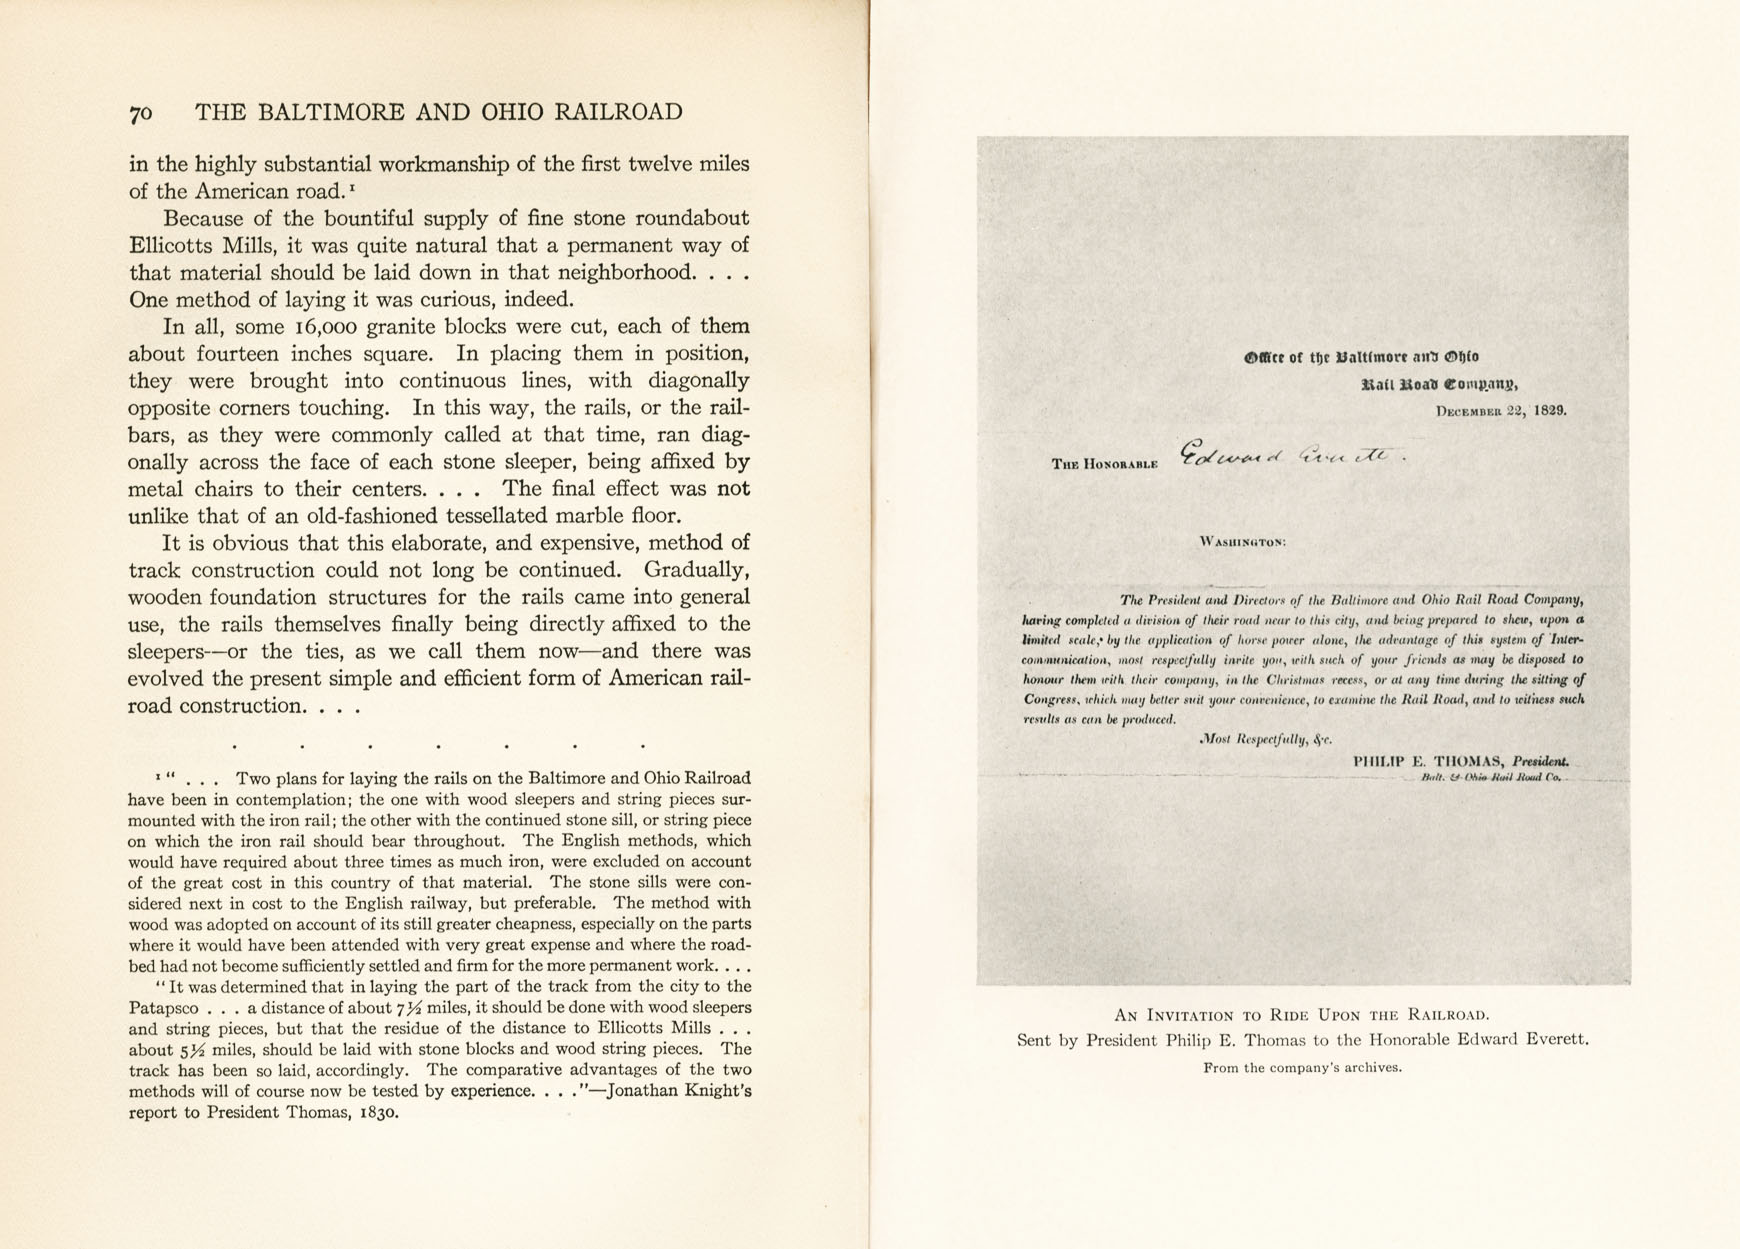 70 THE BALTIMORE AND OHIO RAILROAD
in the highly substantial workmanship of the first twelve miles
of the American road.¹
Because of the bountiful supply of fine stone roundabout
Ellicotts Mills, it was quite natural that a permanent way of
that material should be laid down in that neighborhood. . . .
One method of laying it was curious, indeed.
In all, some 16,000 granite blocks were cut, each of them
about fourteen inches square. In placing them in position,
they were brought into continuous lines, with diagonally
opposite corners touching. In this way, the rails, or the rail-
bars, as they were commonly called at that time, ran diag-
onally across the face of each stone sleeper, being affixed by
metal chairs to their centers. . . . The final effect was not
unlike that of an old-fashioned tessellated marble floor.
It is obvious that this elaborate, and expensive, method of
track construction could not long be continued. Gradually,
wooden foundation structures for the rails came into general
use, the rails themselves finally being directly affixed to the
sleepers—or the ties, as we call them now—and there was
evolved the present simple and efficient form of American rail-
road construction. . . .
. . . . . . .
¹ " . . . Two plans for laying the rails on the Baltimore and Ohio Railroad
have been in contemplation; the one with wood sleepers and string pieces sur-
mounted with the iron rail; the other with the continued stone sill, or string piece
on which the iron rail should bear throughout. The English methods, which
would have required about three times as much iron, were excluded on account
of the great cost in this country of that material. The stone sills were con-
sidered next in cost to the English railway, but preferable. The method with
wood was adopted on account of its still greater cheapness, especially on the parts
where it would have been attended with very great expense and where the road-
bed had not become sufficiently settled and firm for the more permanent work. . . .
"It was determined that in laying the part of the track from the city to the
Patapsco . . . a distance of about 7½ miles, it should be done with wood sleepers
and string pieces, but that the residue of the distance to Ellicotts Mills . . .
about 5½ miles, should be laid with stone blocks and wood string pieces. The
track has been so laid, accordingly. The comparative advantages of the two
methods will of course now be tested by experience. . . ."—Jonathan Knight's
report to President Thomas, 1830.
Office of the Baltimore and Ohio
Rail Road Company,
DECEMBER 22, 1829.
THE HONORABLE Edward Everett.
WASHINGTON:
The President and Directors of the Baltimore and Ohio Rail Road Company,
having completed a division of their road near to this city, and being prepared to shew, upon a
limited scale, by the application of horse power alone, the advantage of this system of Inter-
communication, most respectfully invite you, with such of your friends as may be disposed to
honour them with their company, in the Christmas recess, or at any time during the sitting of
Congress, which may better suit your convenience, to examine the Rail Road, and to witness such
results as can be produced.
Most Respectfully, &c.
PHILIP E. THOMAS, President.
Balt. & Ohio Rail Road Co.
AN INVITATION TO RIDE UPON THE RAILROAD.
Sent by President Philip E. Thomas to the Honorable Edward Everett.
From the company's archives.